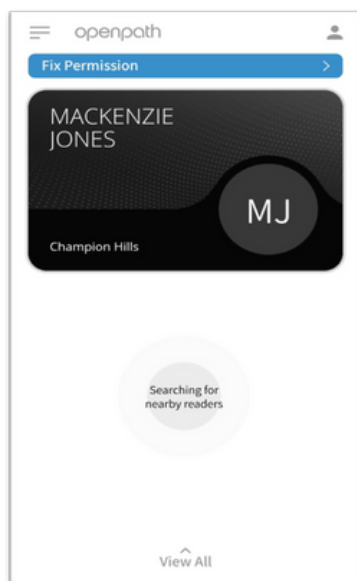 openpath
Fix Permission
MACKENZIE
JONES
MJ
Champion Hills
Searching for
nearby readers
View All